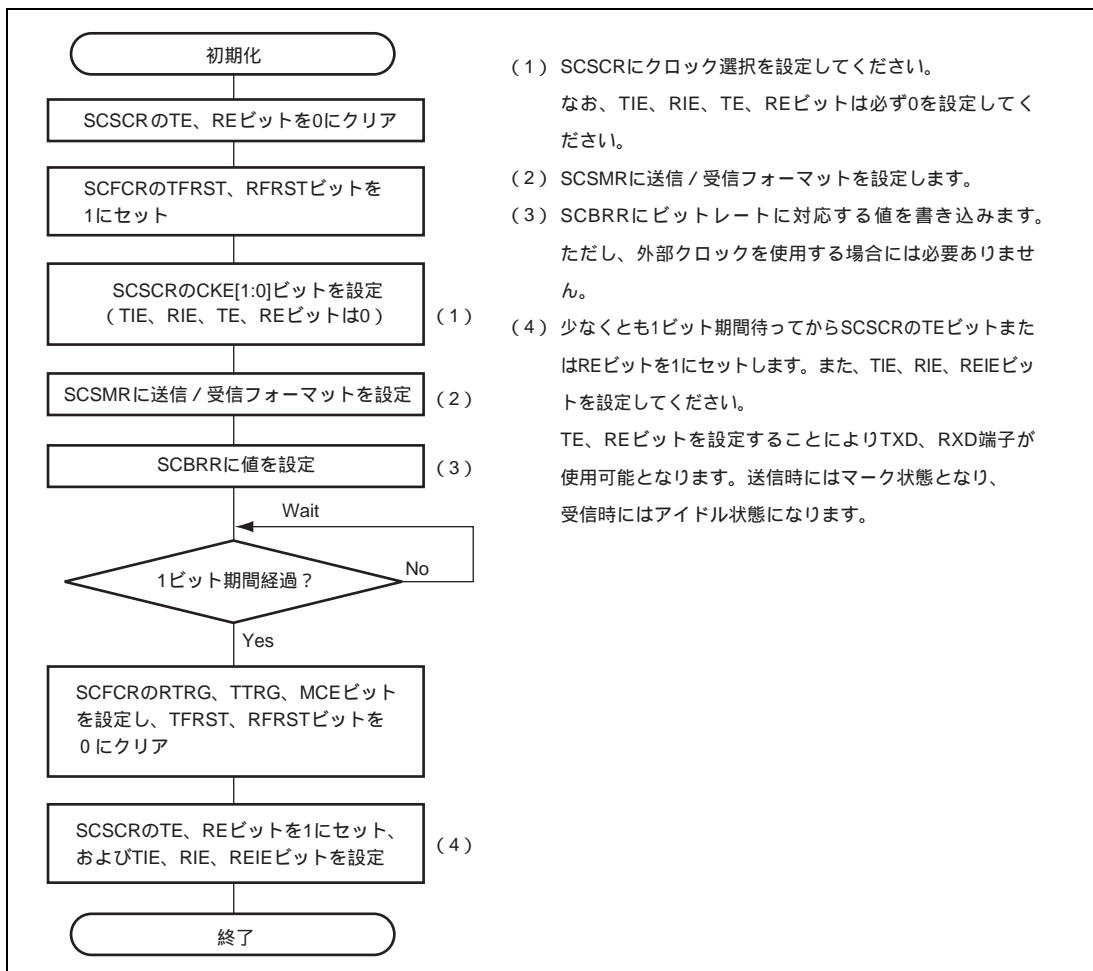 初期化
SCSCRのTE、REビットを0にクリア
SCFCRのTFRST、RFRSTビットを
1にセット
SCSCRのCKE[1:0]ビットを設定
（TIE、RIE、TE、REビットは0）
（1）
SCSMRに送信／受信フォーマットを設定
（2）
SCBRRに値を設定
（3）
Wait
1ビット期間経過？
No
Yes
SCFCRのRTRG、TTRG、MCEビット
を設定し、TFRST、RFRSTビットを
0にクリア
SCSCRのTE、REビットを1にセット、
およびTIE、RIE、REIEビットを設定
（4）
終了
（1）SCSCRにクロック選択を設定してください。
なお、TIE、RIE、TE、REビットは必ず0を設定してく
ださい。
（2）SCSMRに送信／受信フォーマットを設定します。
（3）SCBRRにビットレートに対応する値を書き込みます。
ただし、外部クロックを使用する場合には必要ありませ
ん。
（4）少なくとも1ビット期間待ってからSCSCRのTEビットまた
はREビットを1にセットします。また、TIE、RIE、REIEビッ
トを設定してください。
TE、REビットを設定することによりTXD、RXD端子が
使用可能となります。送信時にはマーク状態となり、
受信時にはアイドル状態になります。